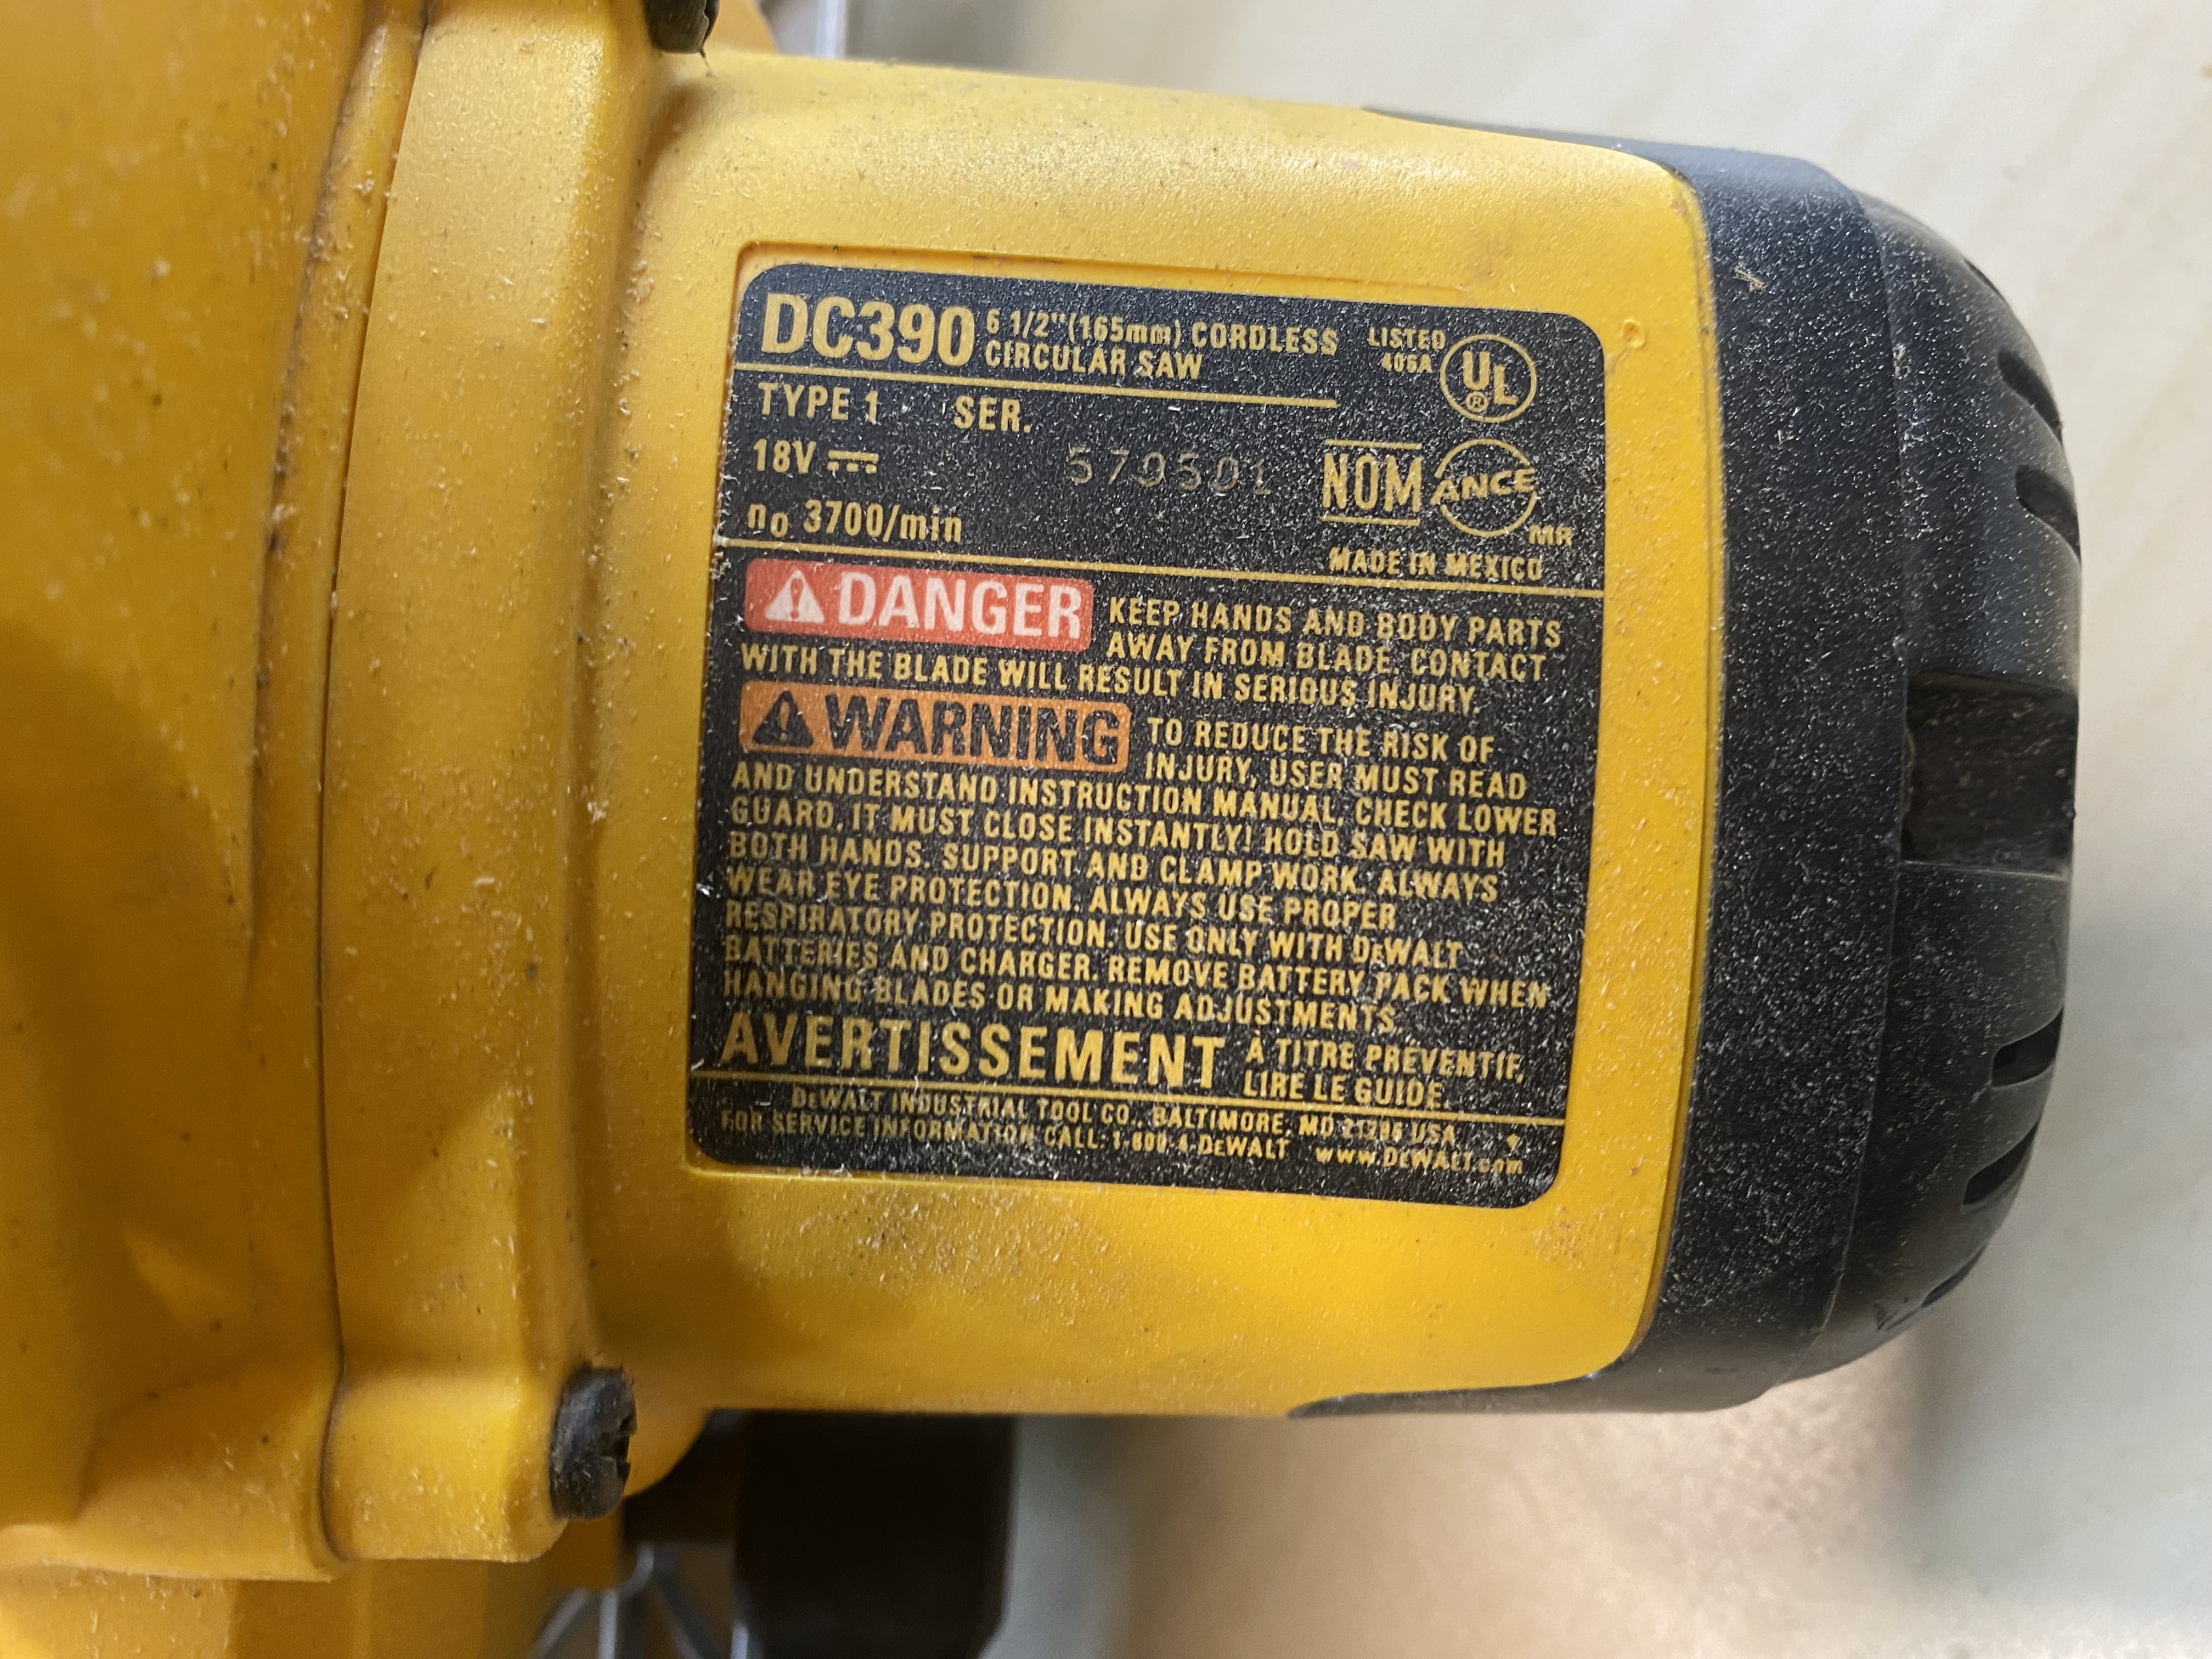 DC390 6 1/2"(165mm) CORDLESS
CIRCULAR SAW
LISTED
406A
UL
®
TYPE 1 SER.
18V
570501
NOM ANCE
MR
no 3700/min
MADE IN MEXICO
DANGER KEEP HANDS AND BODY PARTS
AWAY FROM BLADE. CONTACT
WITH THE BLADE WILL RESULT IN SERIOUS INJURY.
WARNING TO REDUCE THE RISK OF
INJURY, USER MUST READ
AND UNDERSTAND INSTRUCTION MANUAL. CHECK LOWER
GUARD. IT MUST CLOSE INSTANTLY! HOLD SAW WITH
BOTH HANDS. SUPPORT AND CLAMP WORK. ALWAYS
WEAR EYE PROTECTION. ALWAYS USE PROPER
RESPIRATORY PROTECTION. USE ONLY WITH DEWALT
BATTERIES AND CHARGER. REMOVE BATTERY PACK WHEN
HANGING BLADES OR MAKING ADJUSTMENTS.
AVERTISSEMENT À TITRE PRÉVENTIF,
LIRE LE GUIDE.
DEWALT INDUSTRIAL TOOL CO., BALTIMORE, MD 21286 USA
FOR SERVICE INFORMATION CALL: 1-800-4-DEWALT www.DEWALT.com